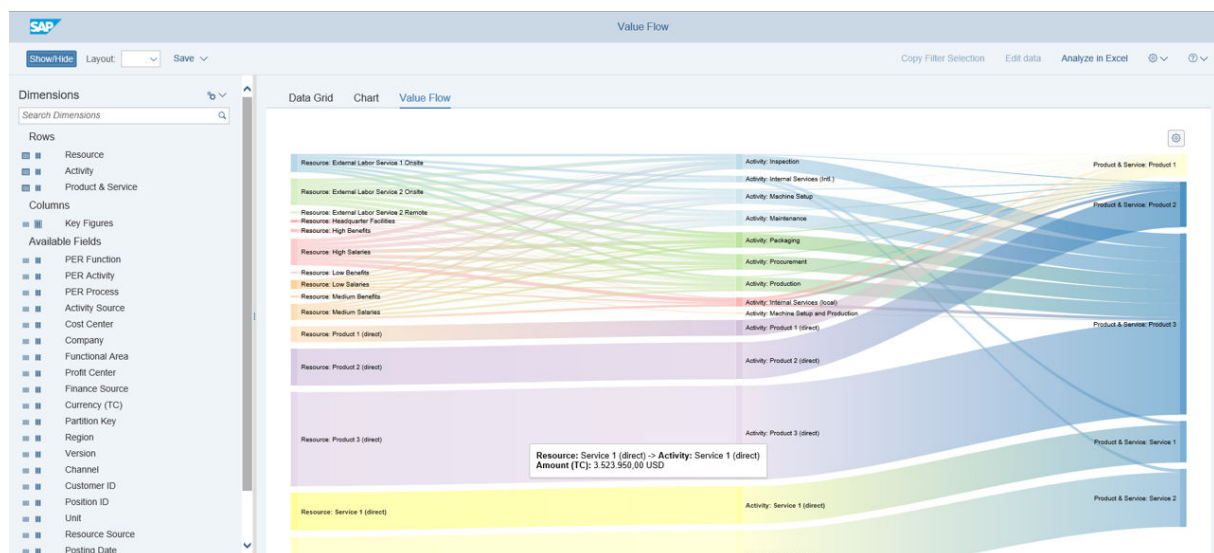 SAP
Value Flow
Show/Hide Layout: Save
Copy Filter Selection Edit data Analyze in Excel
Dimensions
Search Dimensions
Rows
Resource
Activity
Product & Service
Columns
Key Figures
Available Fields
PER Function
PER Activity
PER Process
Activity Source
Cost Center
Company
Functional Area
Profit Center
Finance Source
Currency (TC)
Partition Key
Region
Version
Channel
Customer ID
Position ID
Unit
Resource Source
Posting Date
Data Grid Chart Value Flow
Resource: External Labor Service 1 Onsite
Resource: External Labor Service 2 Onsite
Resource: External Labor Service 2 Remote
Resource: Headquarter Facilities
Resource: High Benefits
Resource: High Salaries
Resource: Low Benefits
Resource: Low Salaries
Resource: Medium Benefits
Resource: Medium Salaries
Resource: Product 1 (direct)
Resource: Product 2 (direct)
Resource: Product 3 (direct)
Resource: Service 1 (direct)
Activity: Inspection
Activity: Internal Services (Intl.)
Activity: Machine Setup
Activity: Maintenance
Activity: Packaging
Activity: Procurement
Activity: Production
Activity: Internal Services (local)
Activity: Machine Setup and Production
Activity: Product 1 (direct)
Activity: Product 2 (direct)
Activity: Product 3 (direct)
Resource: Service 1 (direct) -> Activity: Service 1 (direct)
Amount (TC): 3.523.950,00 USD
Activity: Service 1 (direct)
Product & Service: Product 1
Product & Service: Product 2
Product & Service: Product 3
Product & Service: Service 1
Product & Service: Service 2